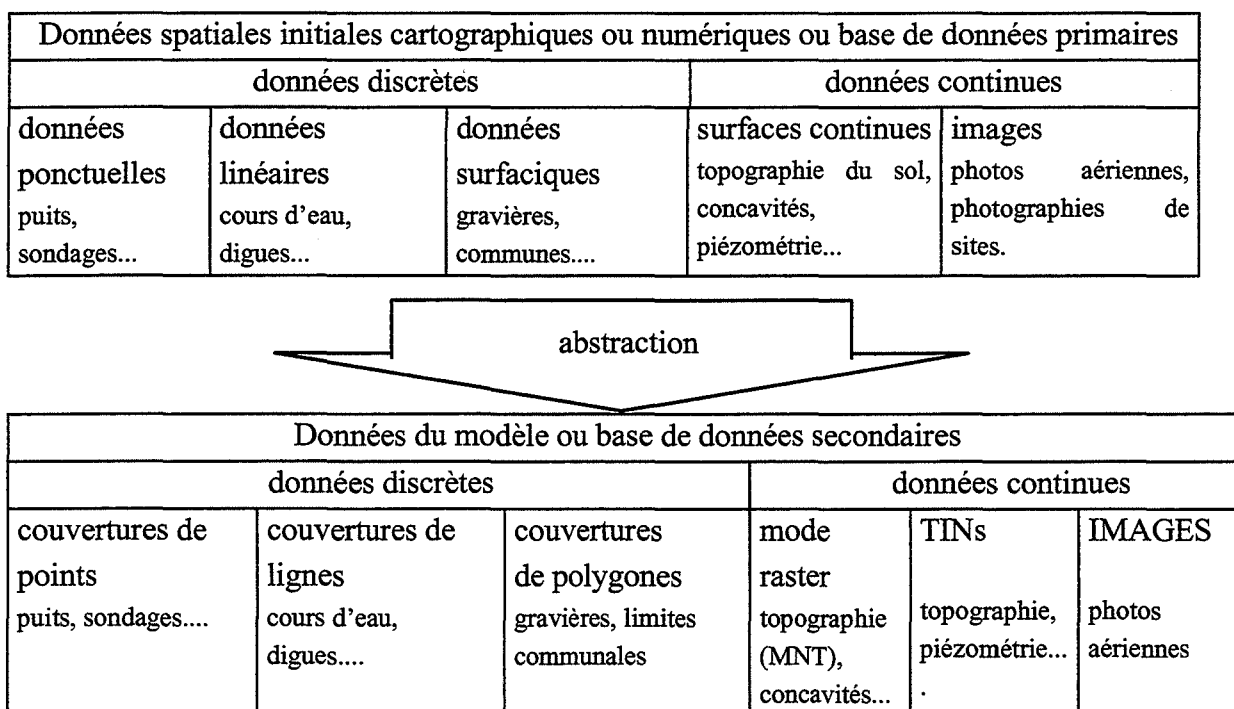 Données spatiales initiales cartographiques ou numériques ou base de données primaires
données discrètes
données continues
données
ponctuelles
puits,
sondages...
données
linéaires
cours d'eau,
digues...
données
surfaciques
gravières,
communes....
surfaces continues
topographie du sol,
concavités,
piézométrie...
images
photos aériennes,
photographies de
sites.
abstraction
Données du modèle ou base de données secondaires
données discrètes
données continues
couvertures de
points
puits, sondages....
couvertures de
lignes
cours d'eau,
digues....
couvertures
de polygones
gravières, limites
communales
mode
raster
topographie
(MNT),
concavités...
TINs
topographie,
piézométrie...
.
IMAGES
photos
aériennes